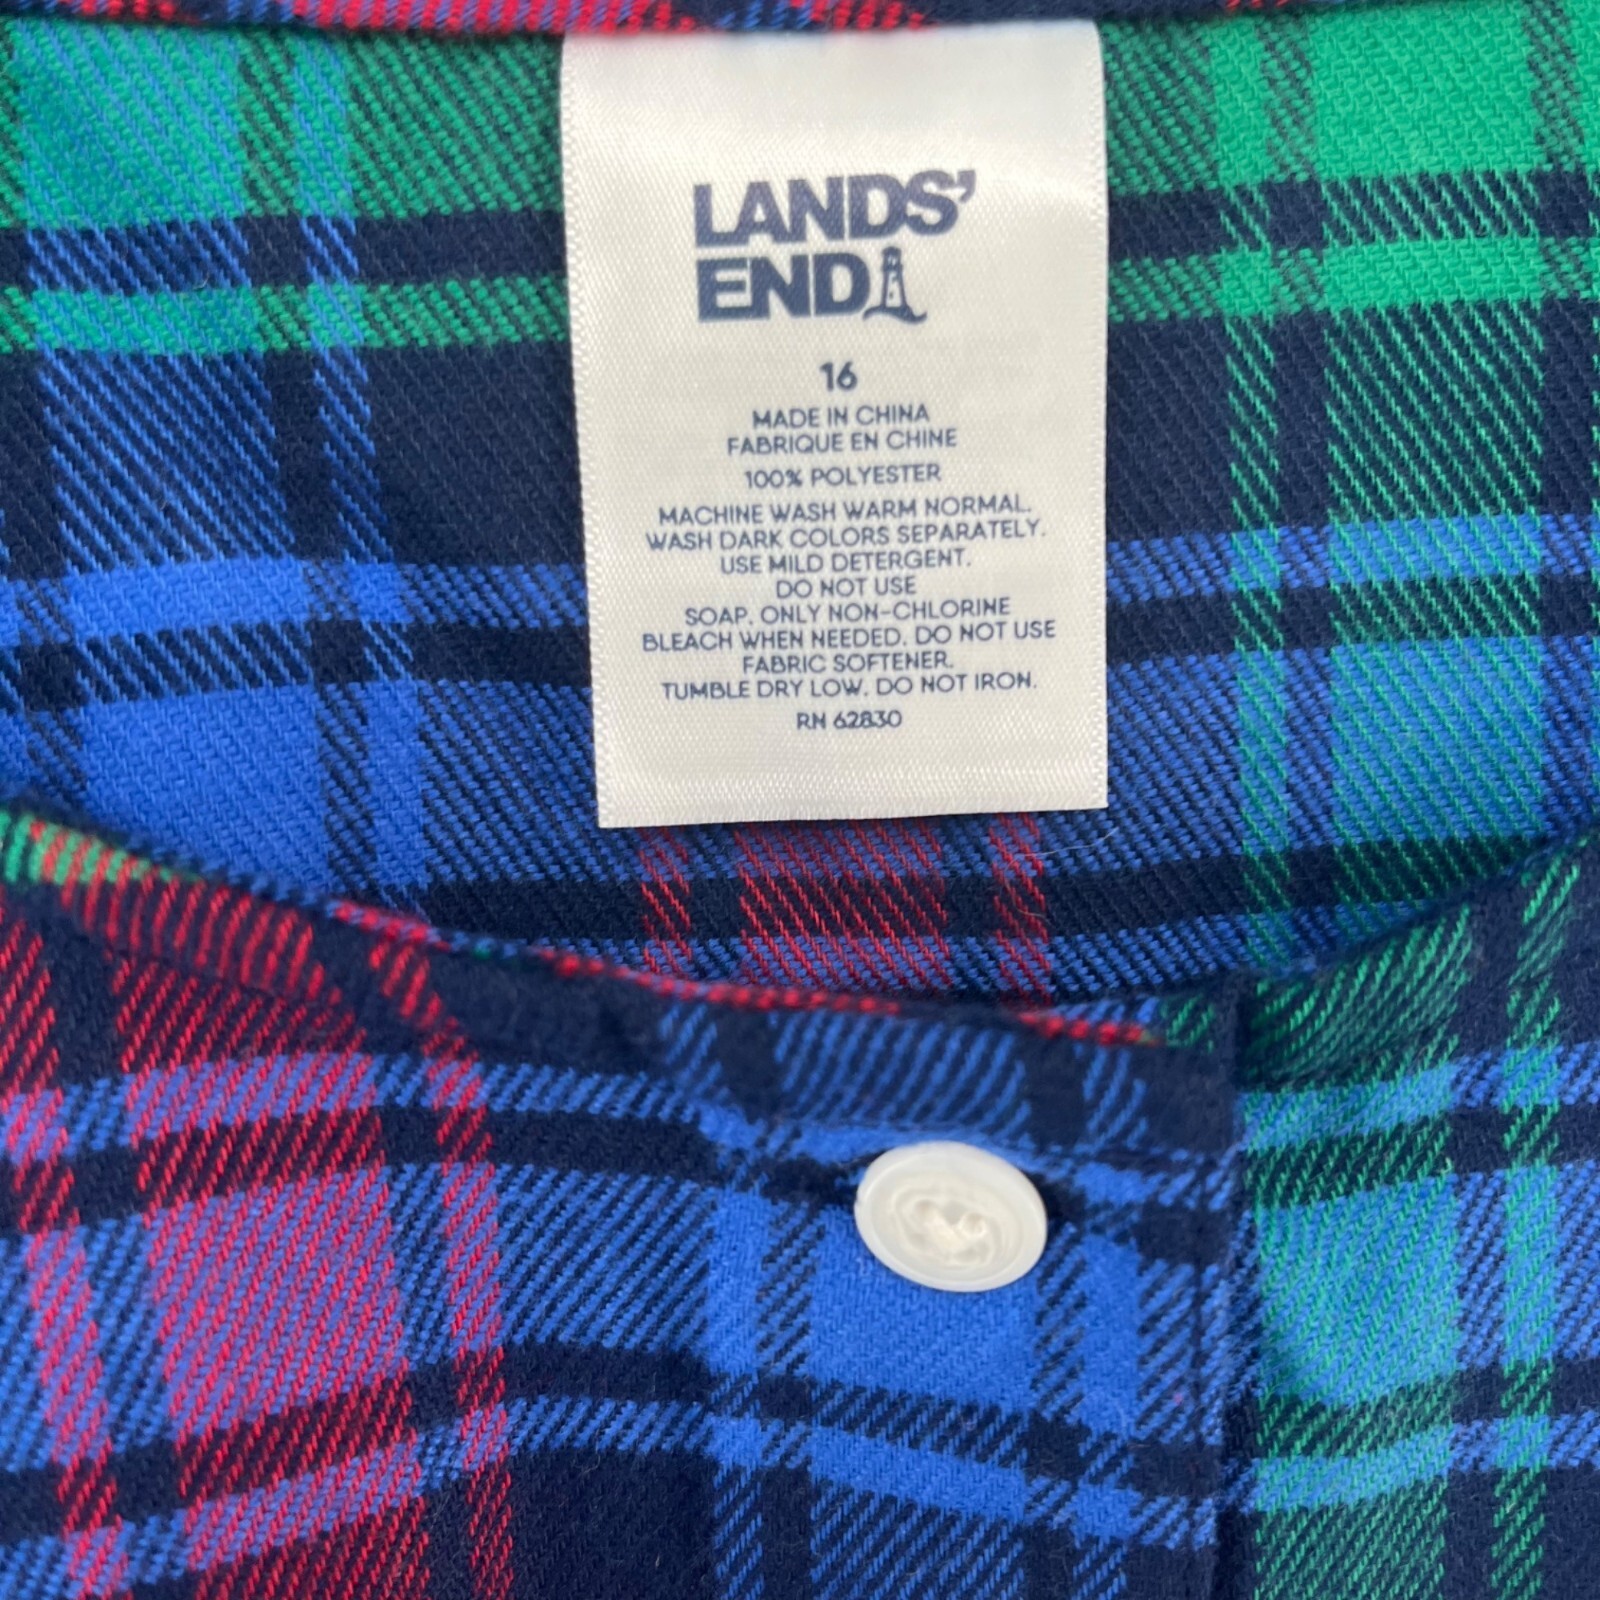 LANDS'
END
16
MADE IN CHINA
FABRIQUE EN CHINE
100% POLYESTER
MACHINE WASH WARM NORMAL.
WASH DARK COLORS SEPARATELY.
USE MILD DETERGENT.
DO NOT USE
SOAP. ONLY NON-CHLORINE
BLEACH WHEN NEEDED. DO NOT USE
FABRIC SOFTENER.
TUMBLE DRY LOW. DO NOT IRON.
RN 62830